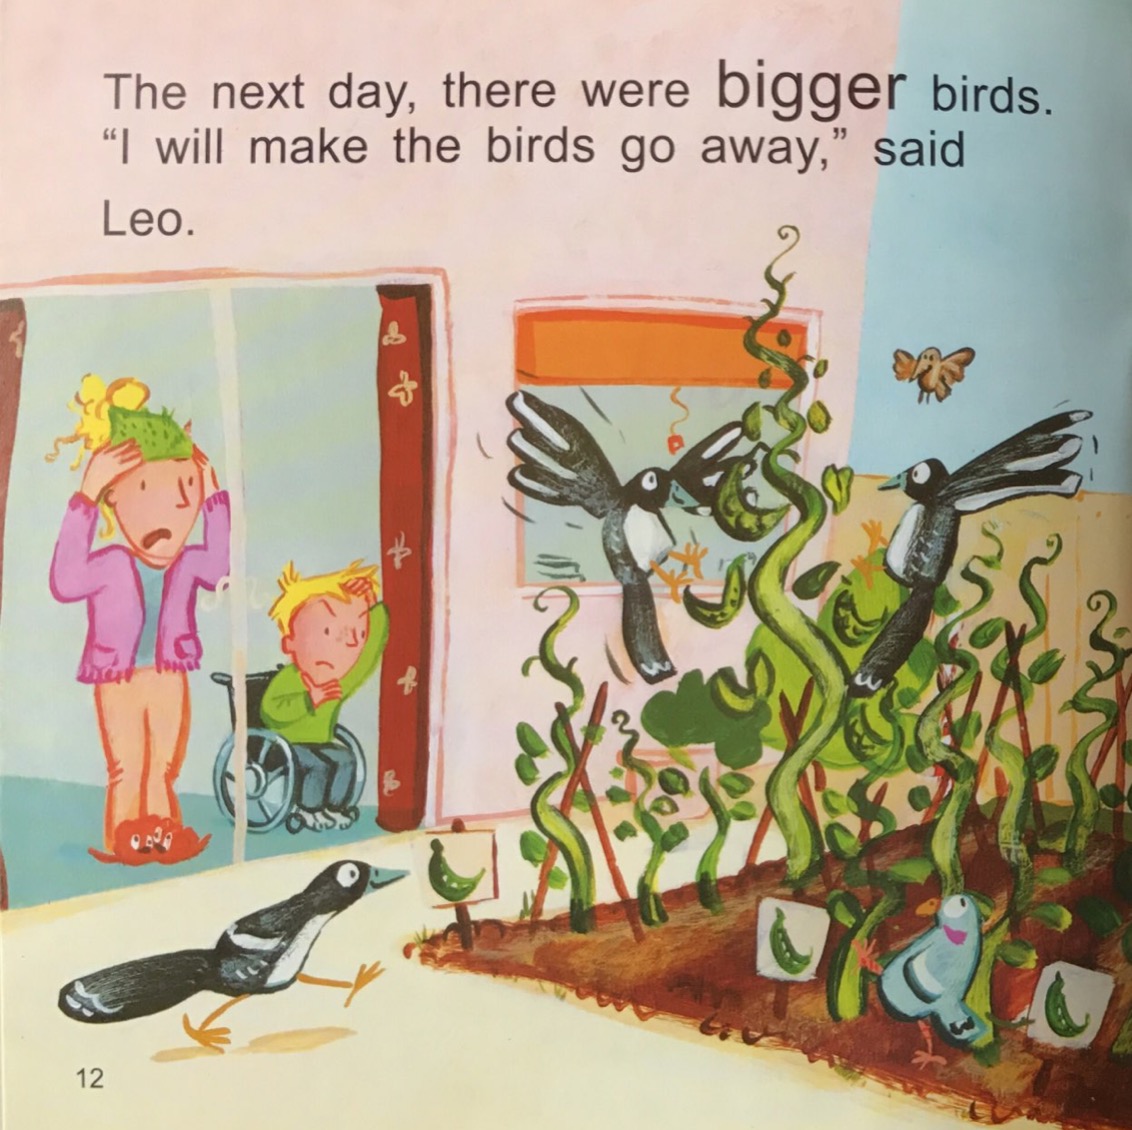 The next day, there were bigger birds.
“I will make the birds go away,” said
Leo.
12